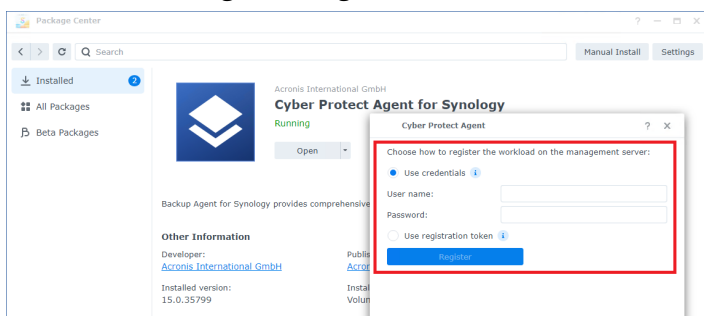 Package Center
Search
Manual Install
Settings
Installed
2
All Packages
Beta Packages
Acronis International GmbH
Cyber Protect Agent for Synology
Running
Open
Backup Agent for Synology provides comprehensive
Other Information
Developer:
Acronis International GmbH
Installed version:
15.0.35799
Cyber Protect Agent
Choose how to register the workload on the management server:
Use credentials
User name:
Password:
Use registration token
Register